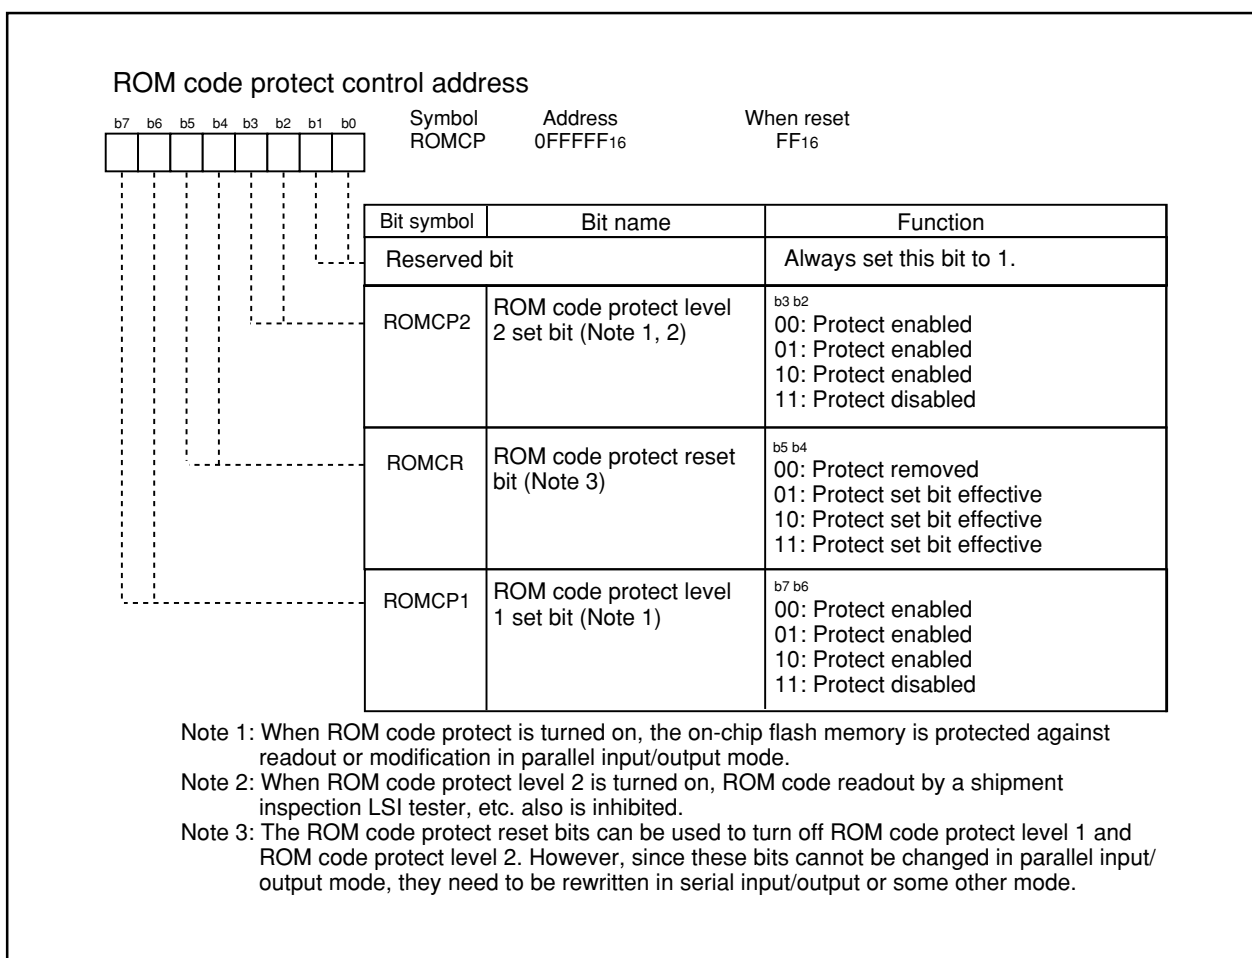 ROM code protect control address
Symbol Address When reset
b7 b6 b5 b4 b3 b2 b1 b0
ROMCP 0FFFFF16 FF16
Bit symbol Bit name Function
Reserved bit Always set this bit to 1.
ROMCP2 ROM code protect level
2 set bit (Note 1, 2)
b3 b2
00: Protect enabled
01: Protect enabled
10: Protect enabled
11: Protect disabled
ROMCR ROM code protect reset
bit (Note 3)
b5 b4
00: Protect removed
01: Protect set bit effective
10: Protect set bit effective
11: Protect set bit effective
ROMCP1 ROM code protect level
1 set bit (Note 1)
b7 b6
00: Protect enabled
01: Protect enabled
10: Protect enabled
11: Protect disabled
Note 1: When ROM code protect is turned on, the on-chip flash memory is protected against
readout or modification in parallel input/output mode.
Note 2: When ROM code protect level 2 is turned on, ROM code readout by a shipment
inspection LSI tester, etc. also is inhibited.
Note 3: The ROM code protect reset bits can be used to turn off ROM code protect level 1 and
ROM code protect level 2. However, since these bits cannot be changed in parallel input/
output mode, they need to be rewritten in serial input/output or some other mode.